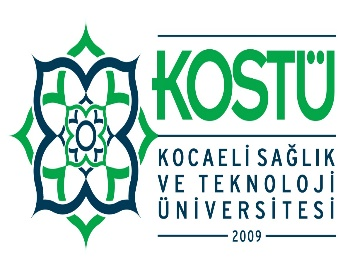 KOSTÜ
KOCAELİ SAĞLIK
VE TEKNOLOJİ
ÜNİVERSİTESİ
2009